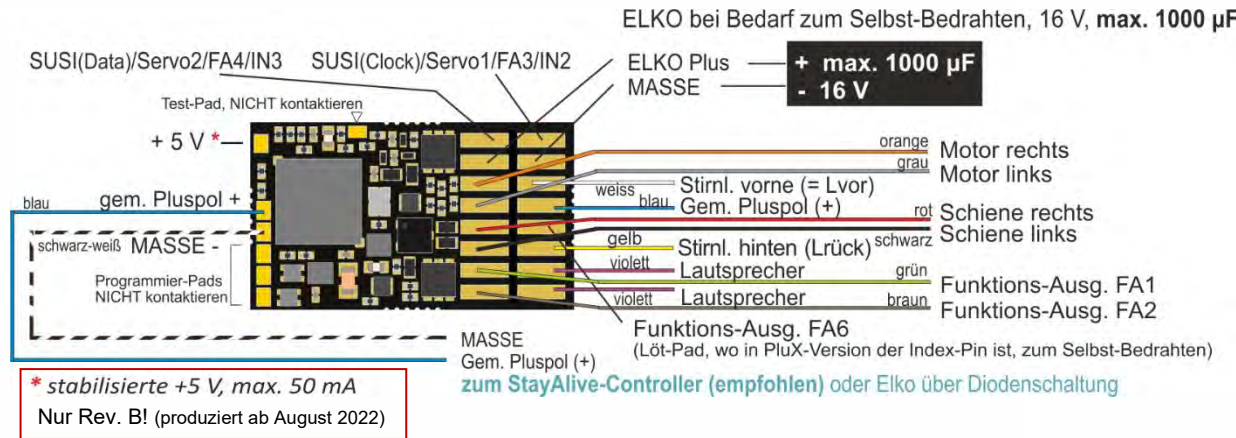 ELKO bei Bedarf zum Selbst-Bedrahten, 16 V, max. 1000 µF
SUSI(Data)/Servo2/FA4/IN3
SUSI(Clock)/Servo1/FA3/IN2
ELKO Plus
MASSE
+ max. 1000 µF
- 16 V
Test-Pad, NICHT kontaktieren
+ 5 V *
orange Motor rechts
grau Motor links
weiss Stirnl. vorne (= Lvor)
blau Gem. Pluspol (+)
blau gem. Pluspol +
rot Schiene rechts
schwarz Schiene links
schwarz-weiß MASSE -
gelb Stirnl. hinten (Lrück)
Programmier-Pads
NICHT kontaktieren
violett Lautsprecher
grün Funktions-Ausg. FA1
violett Lautsprecher
braun Funktions-Ausg. FA2
Funktions-Ausg. FA6
(Löt-Pad, wo in PluX-Version der Index-Pin ist, zum Selbst-Bedrahten)
MASSE
Gem. Pluspol (+)
zum StayAlive-Controller (empfohlen) oder Elko über Diodenschaltung
* stabilisierte +5 V, max. 50 mA
Nur Rev. B! (produziert ab August 2022)